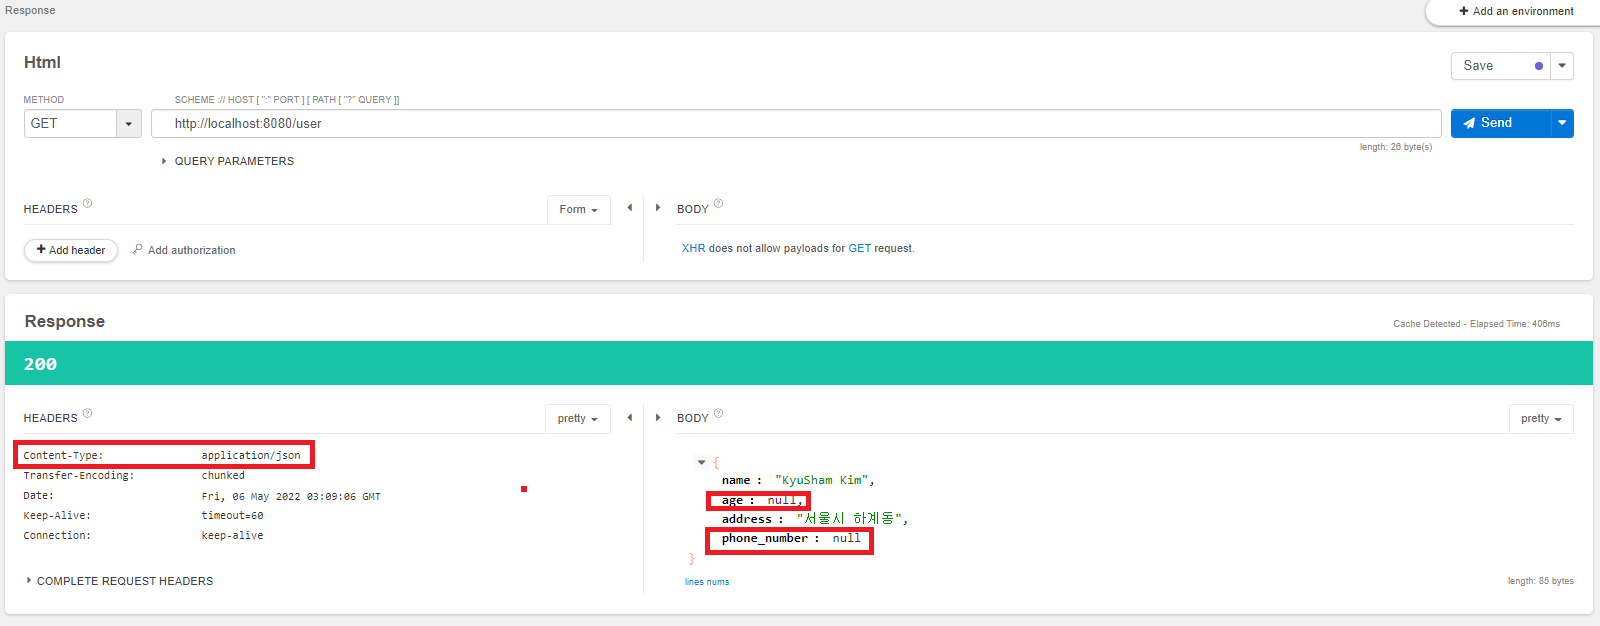 Response
+ Add an environment
Html
Save
METHOD
SCHEME :// HOST [ ":" PORT ] [ PATH [ "?" QUERY ]]
GET
http://localhost:8080/user
Send
length: 26 byte(s)
QUERY PARAMETERS
HEADERS ?
Form
BODY ?
+ Add header
Add authorization
XHR does not allow payloads for GET request.
Response
Cache Detected - Elapsed Time: 406ms
200
HEADERS ?
pretty
BODY ?
pretty
Content-Type: application/json
Transfer-Encoding: chunked
Date: Fri, 06 May 2022 03:09:06 GMT
Keep-Alive: timeout=60
Connection: keep-alive
COMPLETE REQUEST HEADERS
{
name : "KyuSham Kim",
age : null,
address : "서울시 하계동",
phone_number : null
}
lines nums
length: 85 bytes